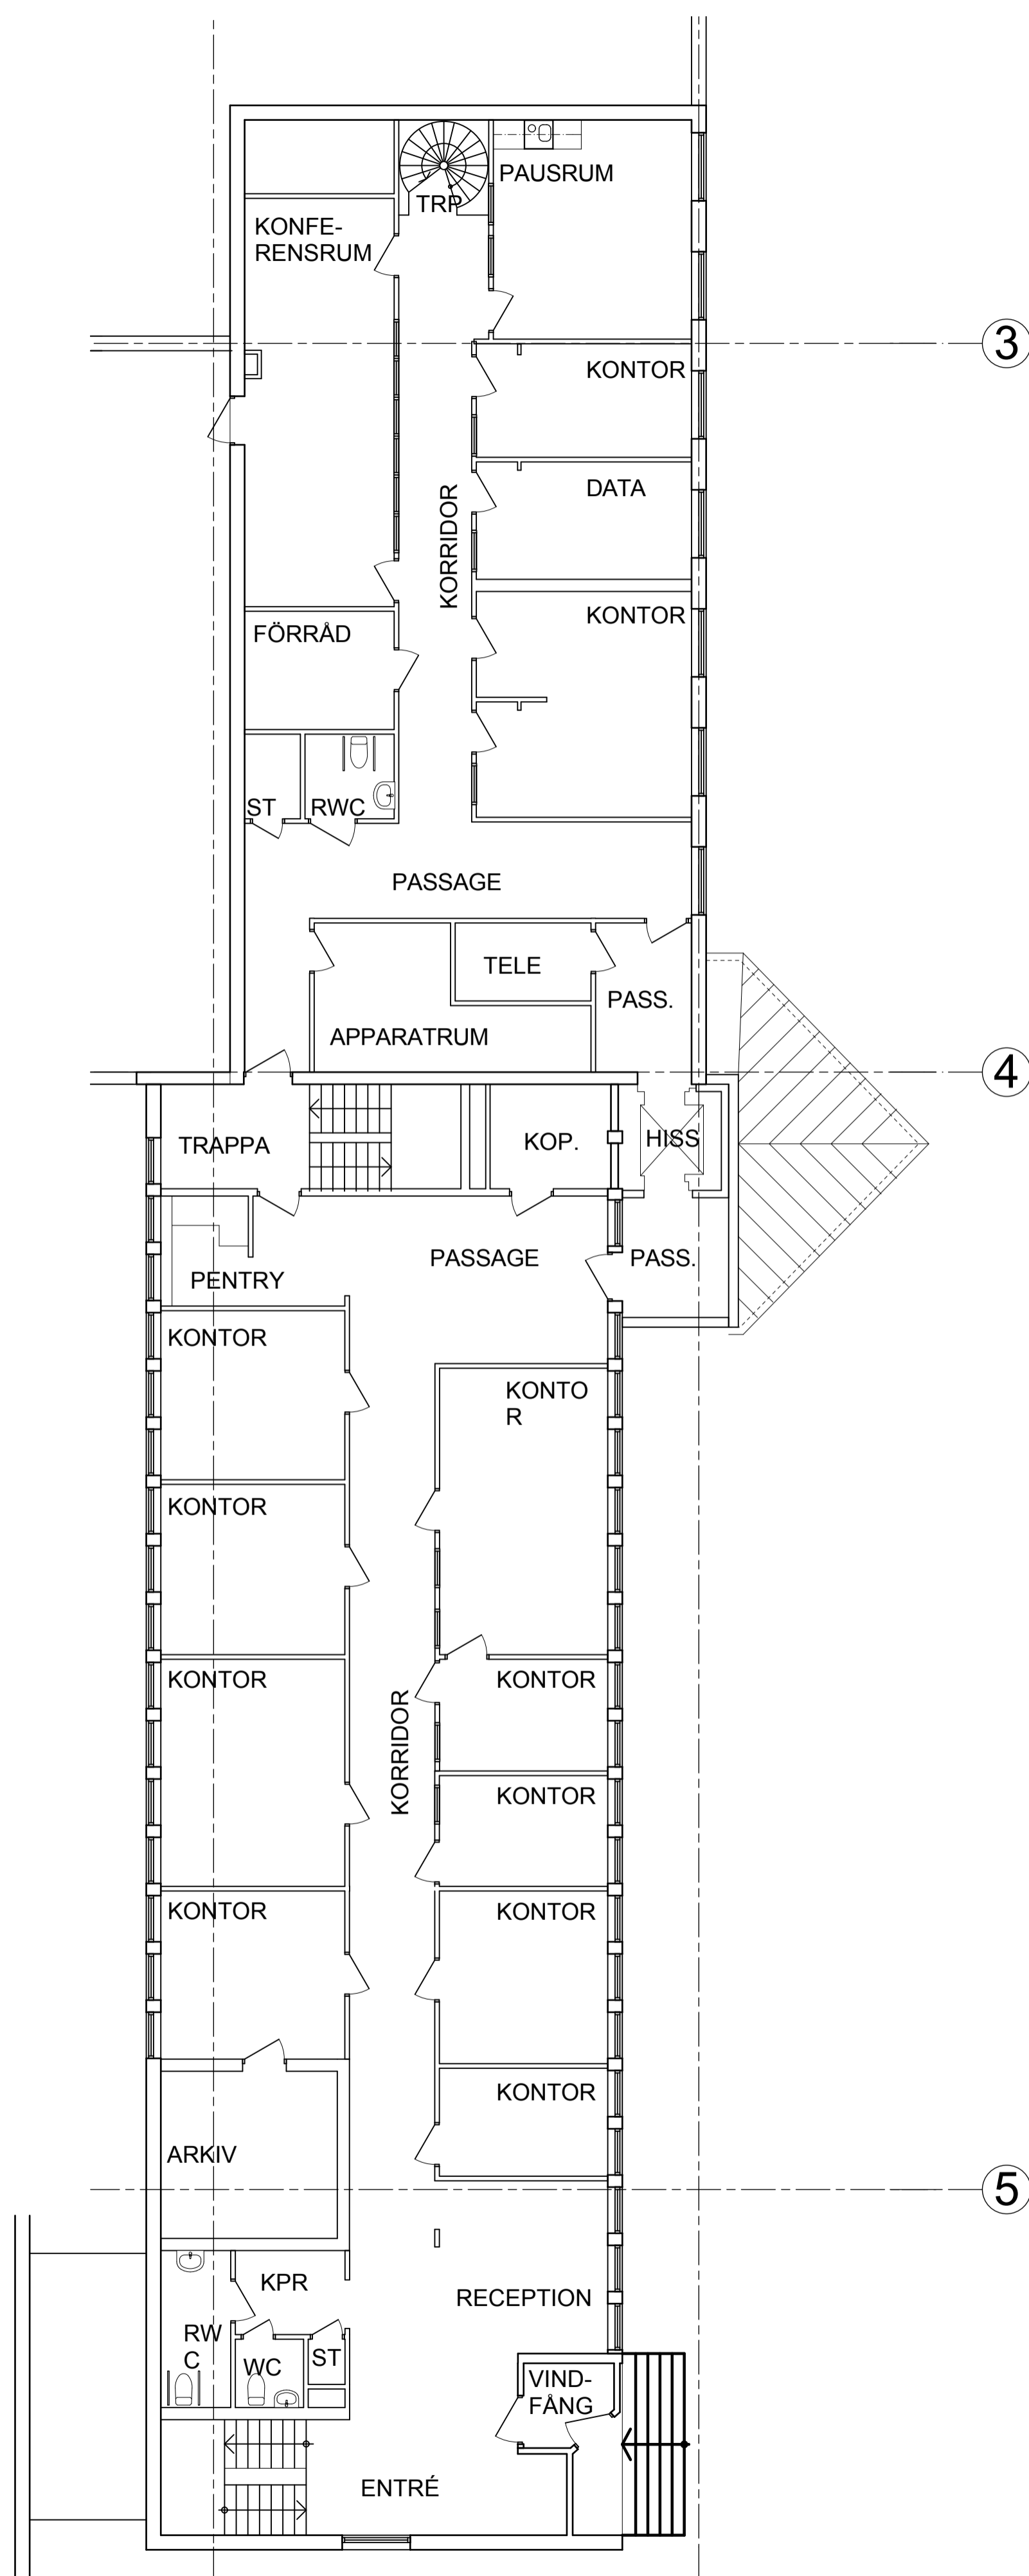 PAUSRUM
TRP
KONFE-
RENSRUM
3
KONTOR
DATA
KORRIDOR
KONTOR
FÖRRÅD
ST
RWC
PASSAGE
TELE
PASS.
APPARATRUM
4
TRAPPA
KOP.
HISS
PASSAGE
PASS.
PENTRY
KONTOR
KONTO
R
KONTOR
KONTOR
KONTOR
KORRIDOR
KONTOR
KONTOR
KONTOR
KONTOR
ARKIV
5
KPR
RECEPTION
RW
C
WC
ST
VIND-
FÅNG
ENTRÉ